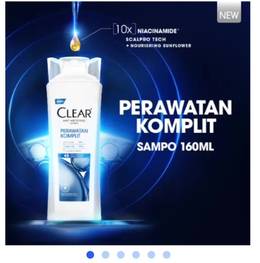 NEW
[10x] NIACINAMIDE*
SCALPRO TECH
+ NOURISHING SUNFLOWER
CLEAR
PERAWATAN
KOMPLIT
PERAWATAN
KOMPLIT
SAMPO 160ML